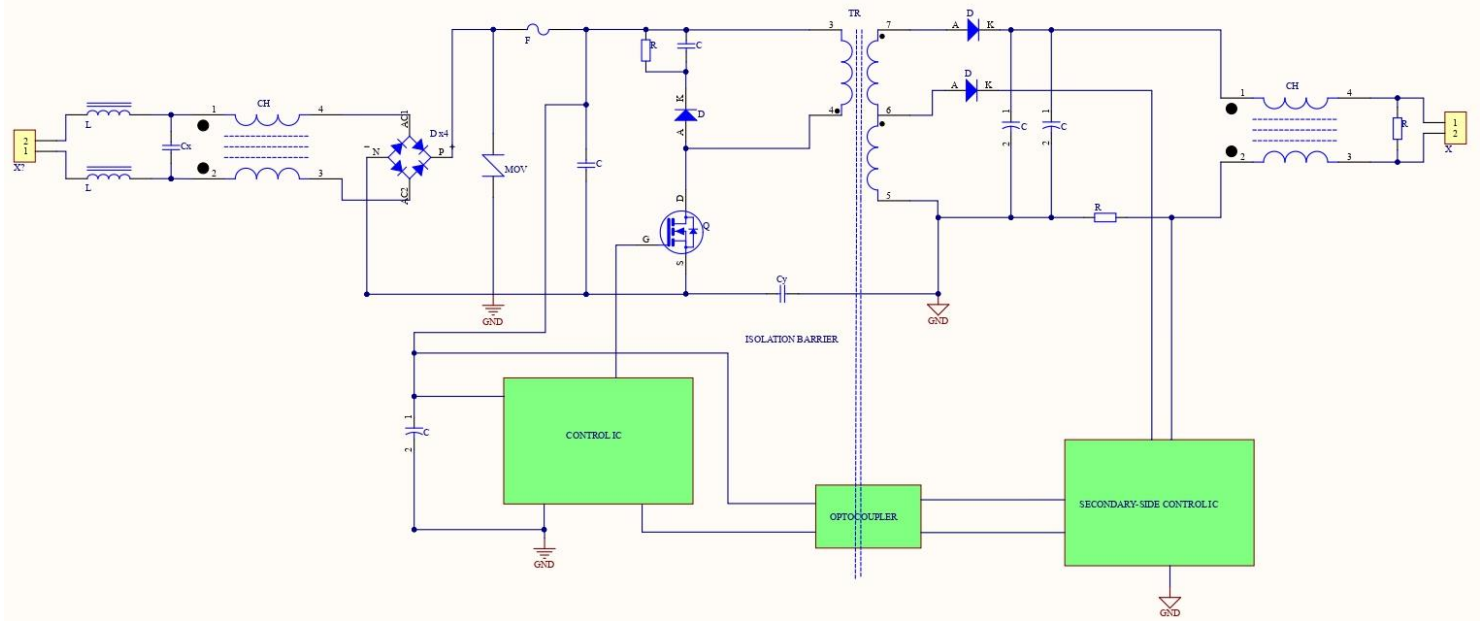 TR
3
7
A
D
K
F
R
C
4
6
A
D
K
CH
1
4
L
Cx
2
1
X?
L
2
3
AC1
D x4
- N
P +
AC2
MOV
C
K
D
A
D
Q
G
S
5
1
C
2
1
C
2
R
CH
1
4
R
1
2
X
2
3
Cy
GND
GND
ISOLATION BARRIER
1
C
2
CONTROL IC
OPTOCOUPLER
SECONDARY-SIDE CONTROL IC
GND
GND